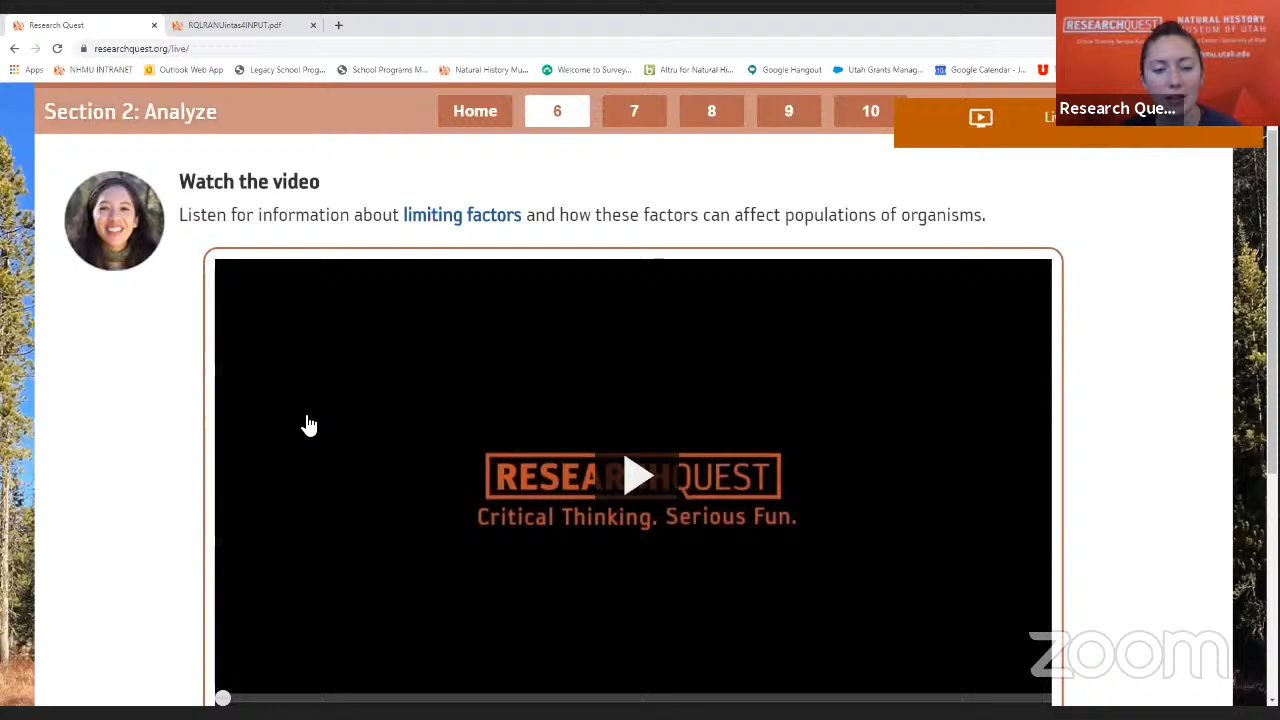 Research Quest
RQLRANUintas4INPUT.pdf
researchquest.org/live/
Apps
NHMU INTRANET
Outlook Web App
Legacy School Prog...
School Programs M...
Natural History Mu...
Welcome to Survey...
Altru for Natural Hi...
Google Hangout
Utah Grants Manag...
Google Calendar - J...
RESEARCHQUEST
NATURAL HISTORY
MUSEUM OF UTAH
Research Que...
Section 2: Analyze
Home
6
7
8
9
10
Watch the video
Listen for information about limiting factors and how these factors can affect populations of organisms.
RESEARCHQUEST
Critical Thinking. Serious Fun.
zoom